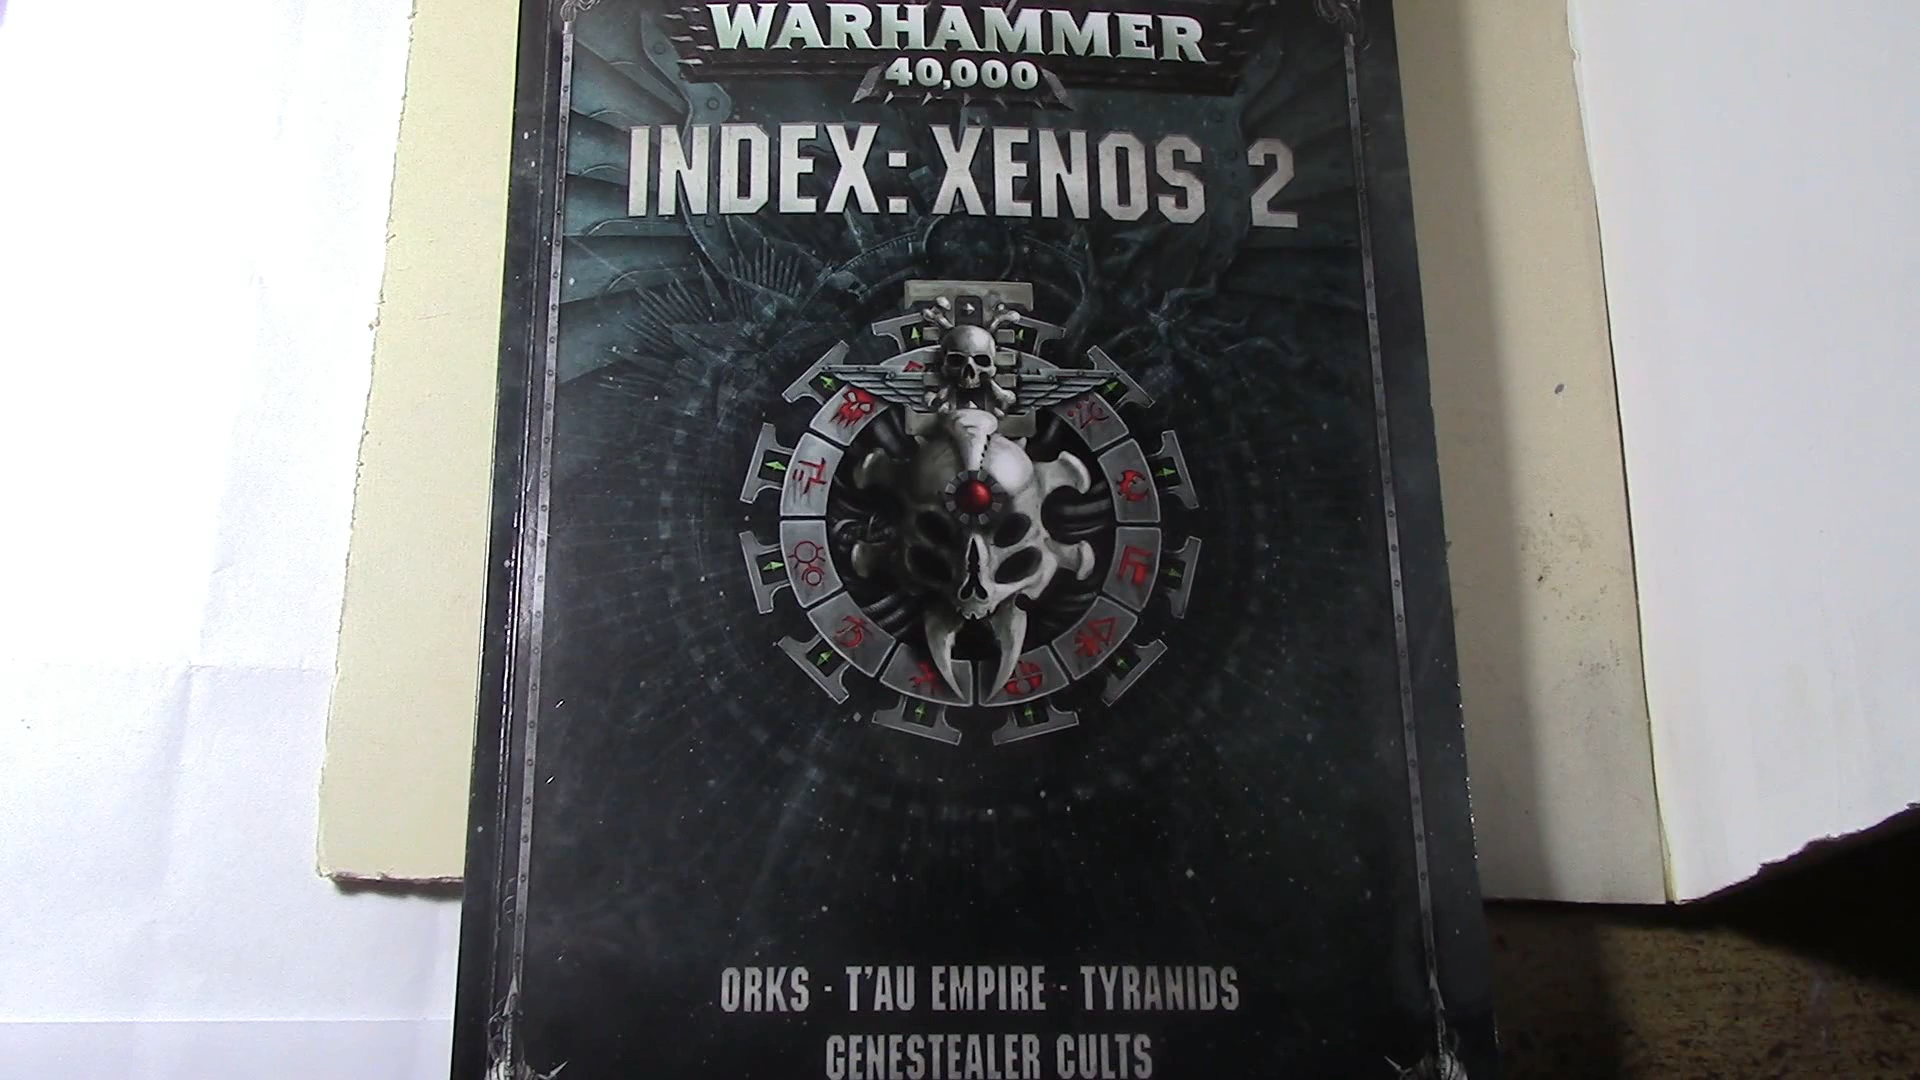 WARHAMMER
40,000
INDEX: XENOS 2
ORKS · T'AU EMPIRE · TYRANIDS
GENESTEALER CULTS